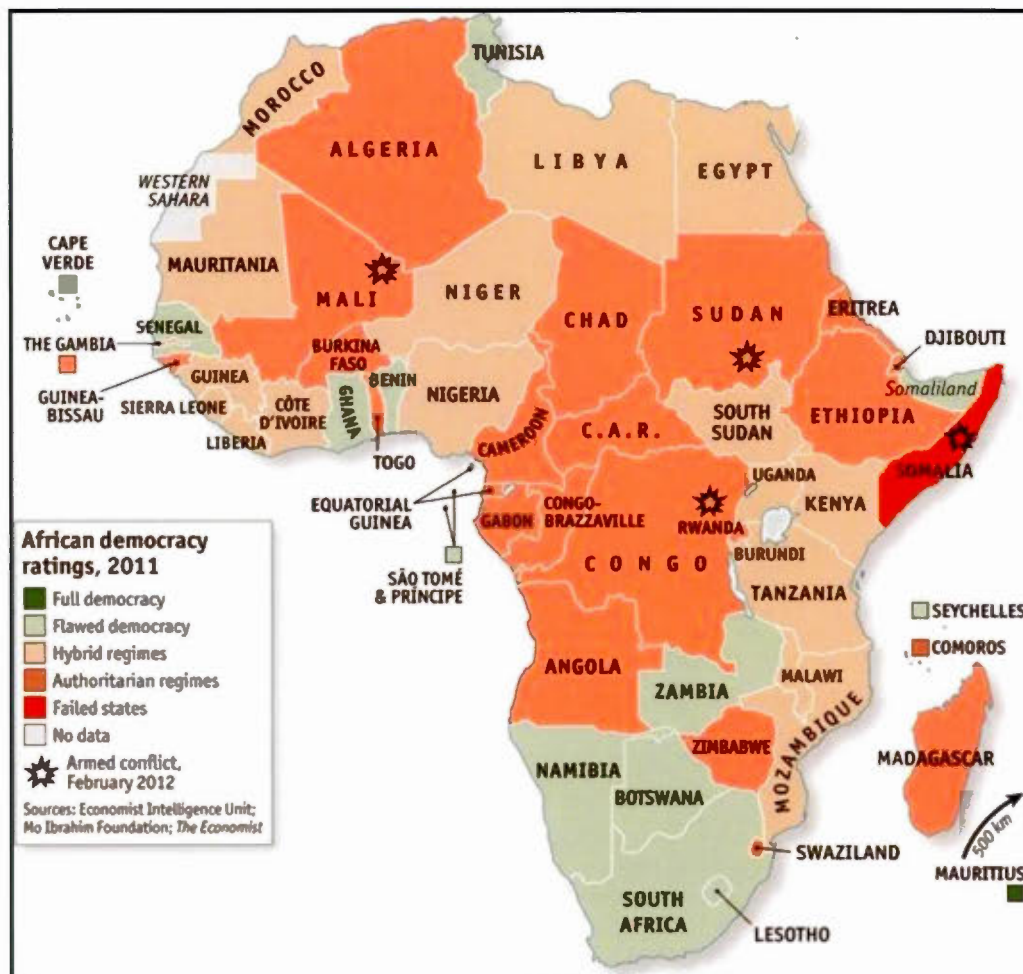 TUNISIA
MOROCCO
ALGERIA
LIBYA
EGYPT
WESTERN
SAHARA
CAPE
VERDE
MAURITANIA
MALI
NIGER
CHAD
SUDAN
ERITREA
DJIBOUTI
SENEGAL
THE GAMBIA
GUINEA-
BISSAU
GUINEA
SIERRA LEONE
LIBERIA
CÔTE
D'IVOIRE
BURKINA
FASO
GHANA
BENIN
TOGO
NIGERIA
CAMEROON
C.A.R.
SOUTH
SUDAN
ETHIOPIA
Somaliland
SOMALIA
UGANDA
KENYA
EQUATORIAL
GUINEA
GABON
CONGO-
BRAZZAVILLE
RWANDA
BURUNDI
CONGO
SÃO TOMÉ
& PRÍNCIPE
TANZANIA
SEYCHELLES
COMOROS
ANGOLA
ZAMBIA
MALAWI
MOZAMBIQUE
ZIMBABWE
MADAGASCAR
NAMIBIA
BOTSWANA
SWAZILAND
500 km
MAURITIUS
SOUTH
AFRICA
LESOTHO
African democracy
ratings, 2011
Full democracy
Flawed democracy
Hybrid regimes
Authoritarian regimes
Failed states
No data
Armed conflict,
February 2012
Sources: Economist Intelligence Unit;
Mo Ibrahim Foundation; The Economist